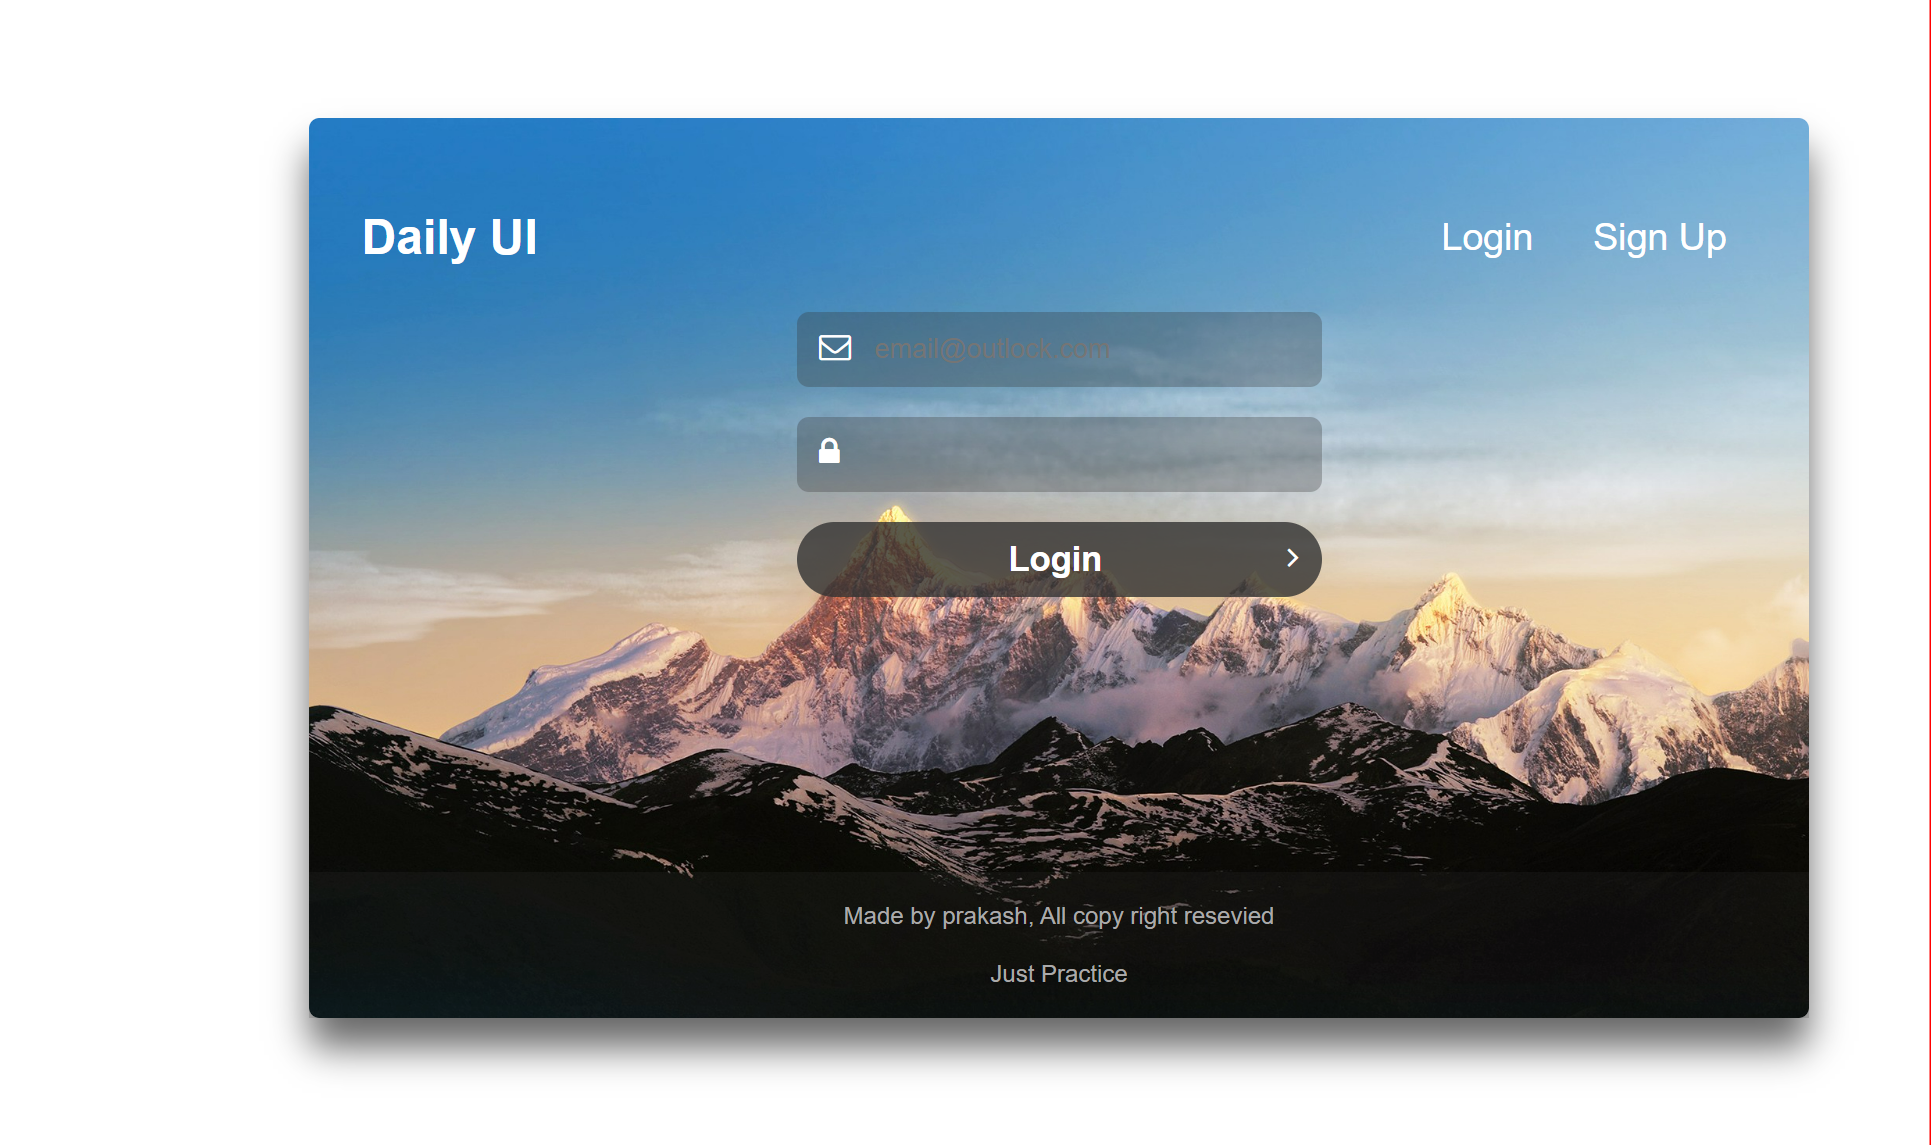 Daily UI
Login Sign Up
email@outlock.com
Login
Made by prakash, All copy right resevied
Just Practice